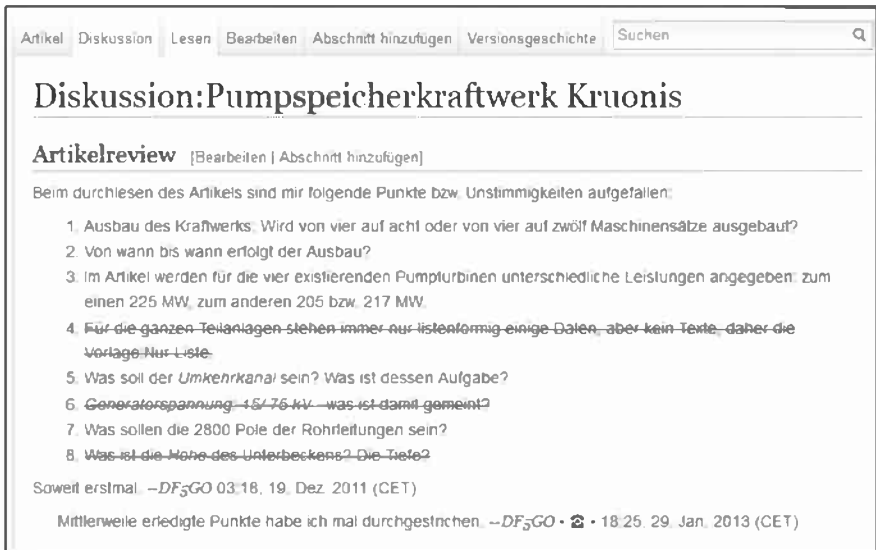 Artikel Diskussion Lesen Bearbeiten Abschnitt hinzufügen Versionsgeschichte Suchen
Diskussion:Pumpspeicherkraftwerk Kruonis
Artikelreview [Bearbeiten | Abschnitt hinzufügen]
Beim durchlesen des Artikels sind mir folgende Punkte bzw. Unstimmigkeiten aufgefallen:
1. Ausbau des Kraftwerks: Wird von vier auf acht oder von vier auf zwölf Maschinensätze ausgebaut?
2. Von wann bis wann erfolgt der Ausbau?
3. Im Artikel werden für die vier existierenden Pumpturbinen unterschiedliche Leistungen angegeben: zum
einen 225 MW, zum anderen 205 bzw. 217 MW.
4. Für die ganzen Teilanlagen stehen immer nur listenförmig einige Daten, aber kein Texte, daher die
Vorlage Nur Liste.
5. Was soll der Umkehrkanal sein? Was ist dessen Aufgabe?
6. Generatorspannung: 15/ 75 kV - was ist damit gemeint?
7. Was sollen die 2800 Pole der Rohrleitungen sein?
8. Was ist die Höhe des Unterbeckens? Die Tiefe?
Soweit erstmal. –DF5GO 03:18, 19. Dez. 2011 (CET)
Mittlerweile erledigte Punkte habe ich mal durchgestrichen. –DF5GO • ☎ • 18:25, 29. Jan. 2013 (CET)